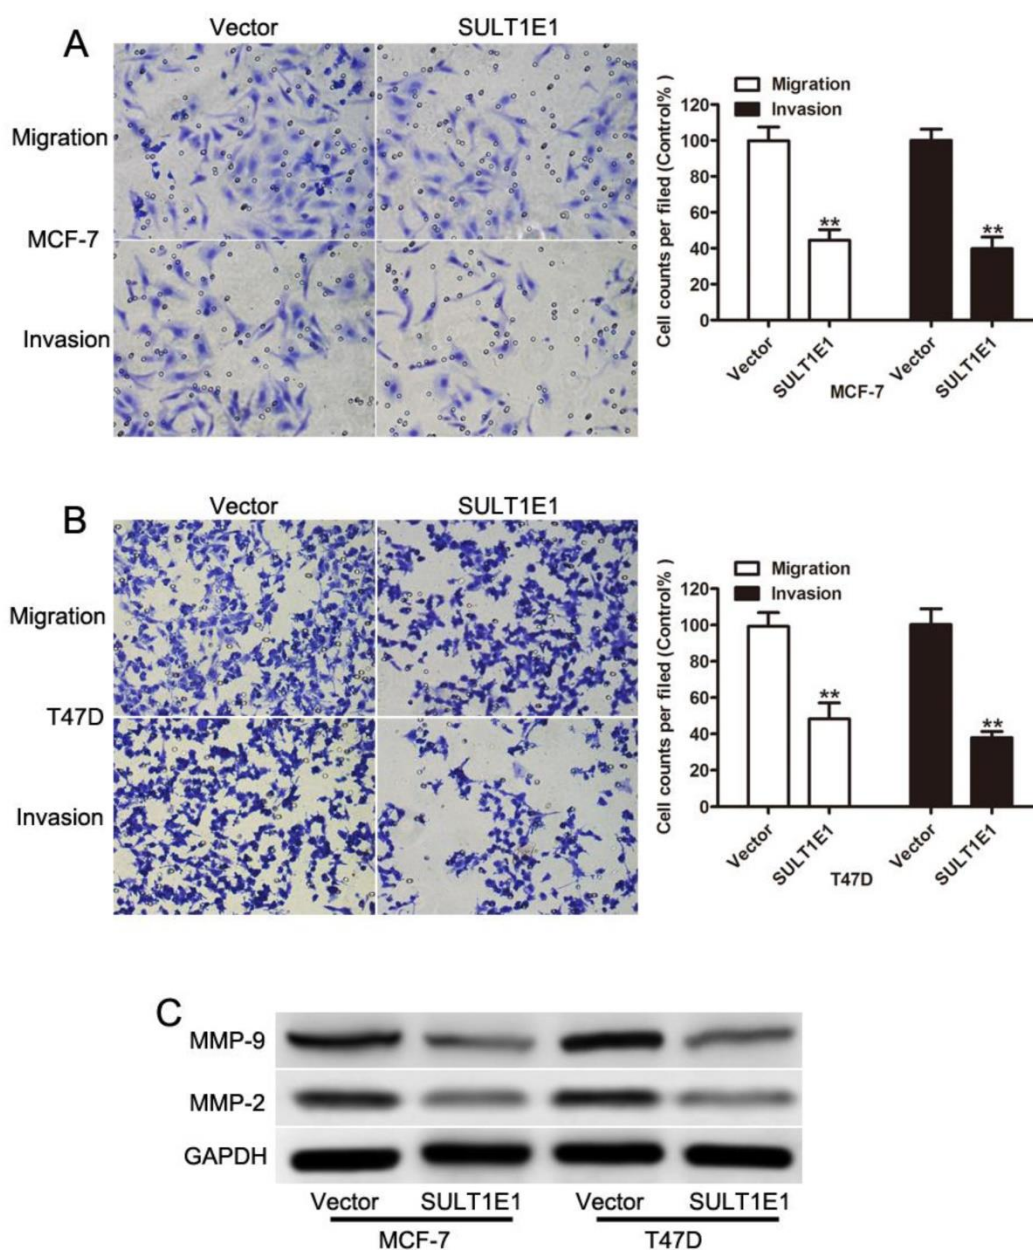 A
Vector
SULT1E1
Migration
MCF-7
Invasion
Migration
Invasion
Cell counts per filed (Control%)
120
100
80
60
40
20
0
**
**
Vector
SULT1E1
Vector
SULT1E1
MCF-7
B
Vector
SULT1E1
Migration
T47D
Invasion
Migration
Invasion
Cell counts per filed (Control%)
120
100
80
60
40
20
0
**
**
Vector
SULT1E1
Vector
SULT1E1
T47D
C
MMP-9
MMP-2
GAPDH
Vector SULT1E1 Vector SULT1E1
MCF-7 T47D